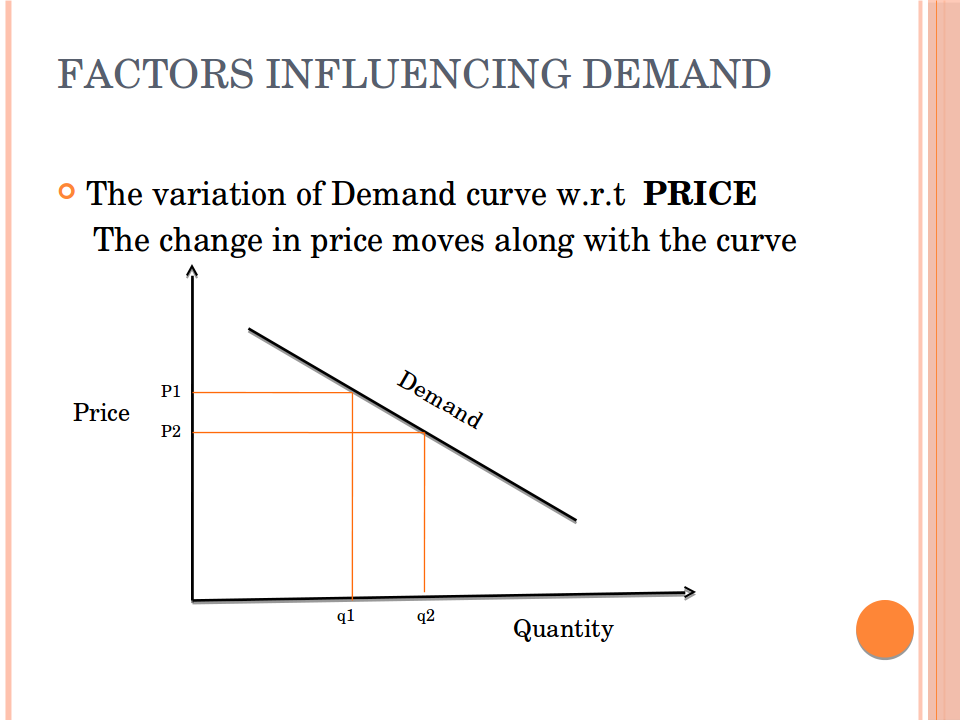 FACTORS INFLUENCING DEMAND
The variation of Demand curve w.r.t PRICE
The change in price moves along with the curve
Demand
P1
Price
P2
q1 q2
Quantity